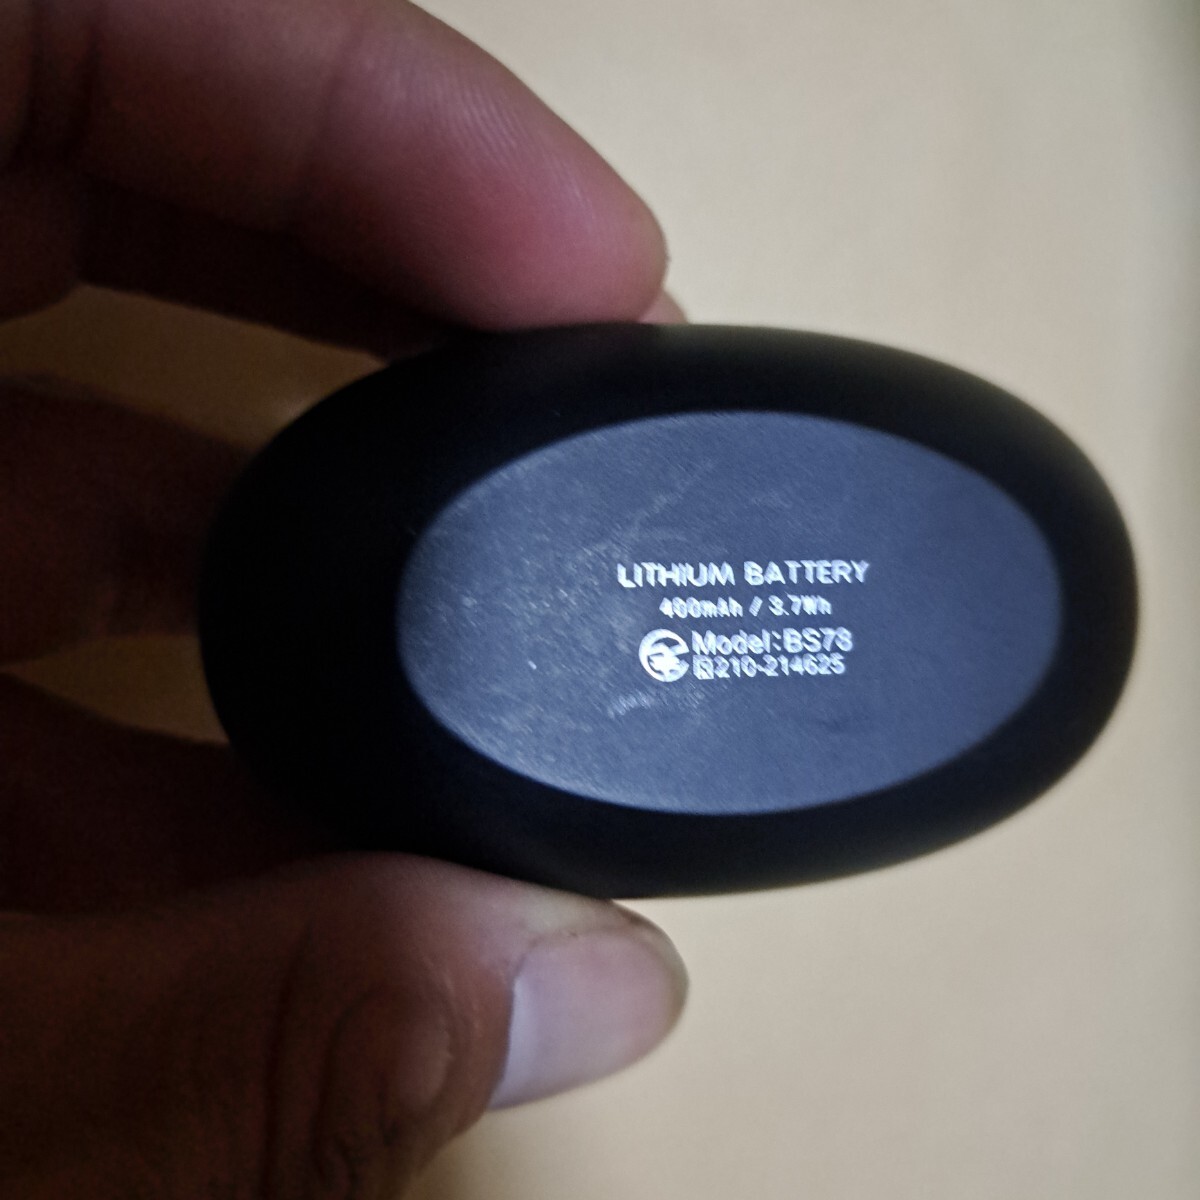 LITHIUM BATTERY
400mAh / 3.7Wh
Model:BS78
R 210-214625